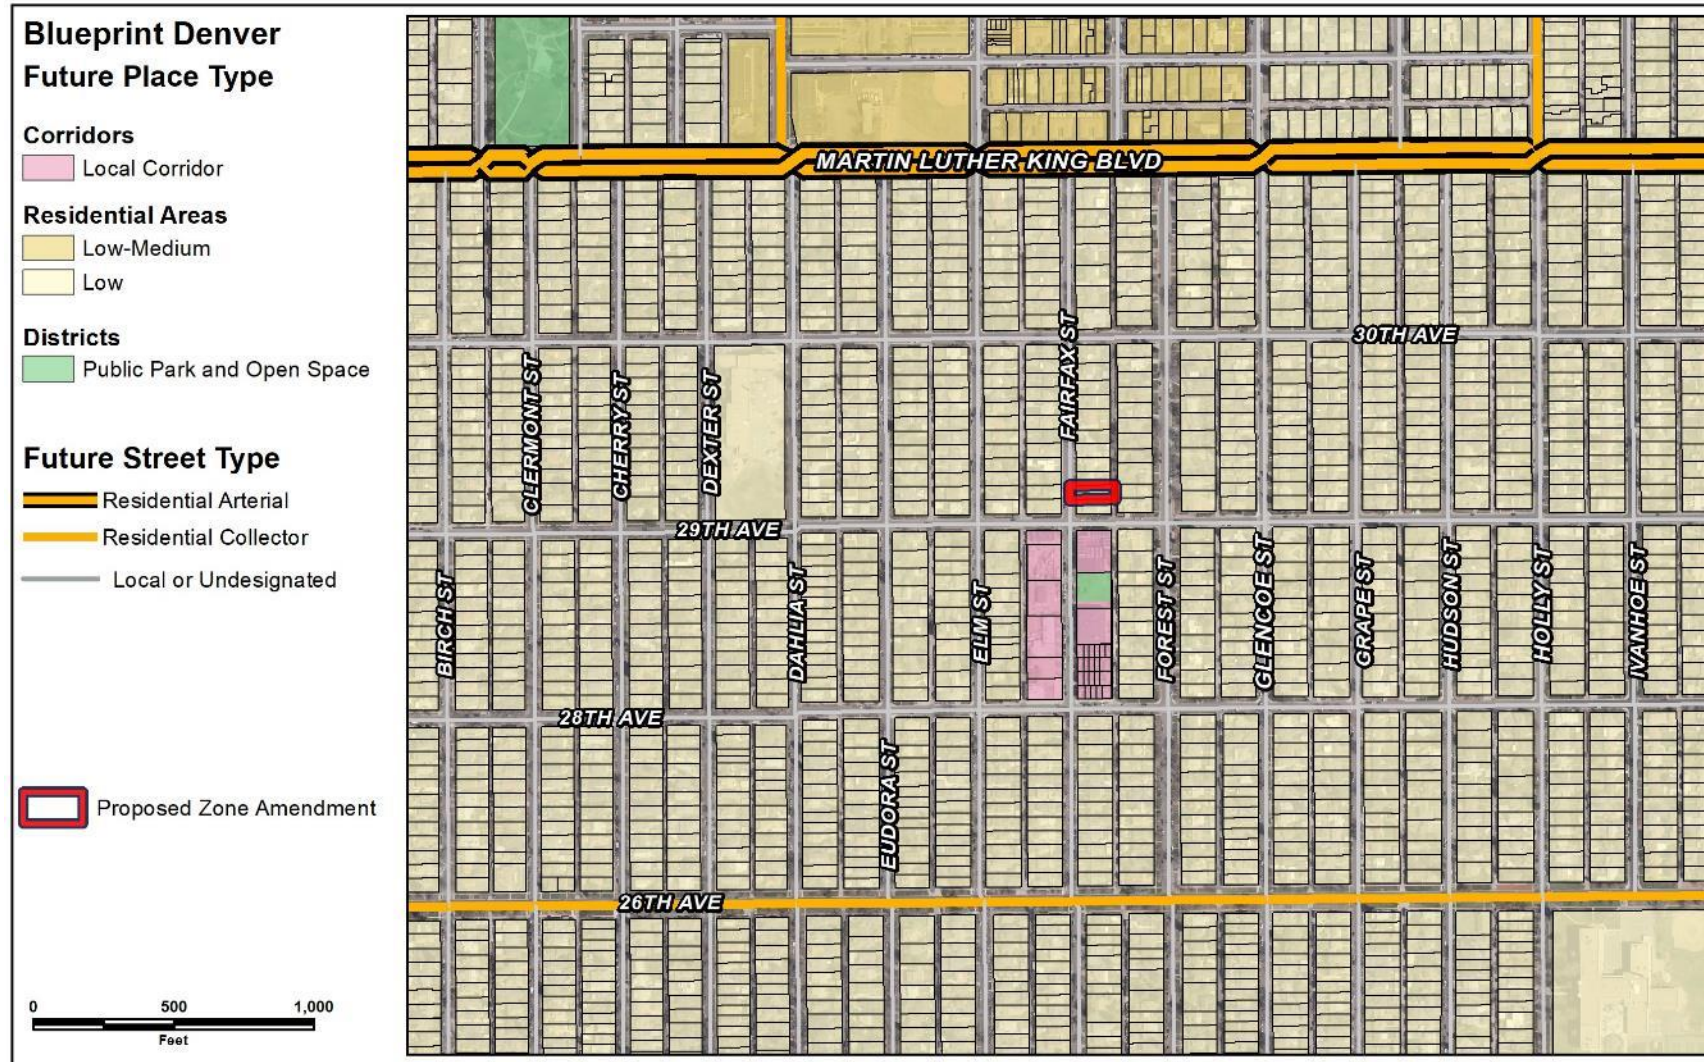 Blueprint Denver
Future Place Type
Corridors
Local Corridor
Residential Areas
Low-Medium
Low
Districts
Public Park and Open Space
Future Street Type
Residential Arterial
Residential Collector
Local or Undesignated
Proposed Zone Amendment
0 500 1,000
Feet
MARTIN LUTHER KING BLVD
30TH AVE
FAIRFAX ST
CLERMONT ST
CHERRY ST
DEXTER ST
29TH AVE
BIRCH ST
DAHLIA ST
ELM ST
FOREST ST
GLENCOE ST
GRAPE ST
HUDSON ST
HOLLY ST
IVANHOE ST
28TH AVE
EUDORA ST
26TH AVE